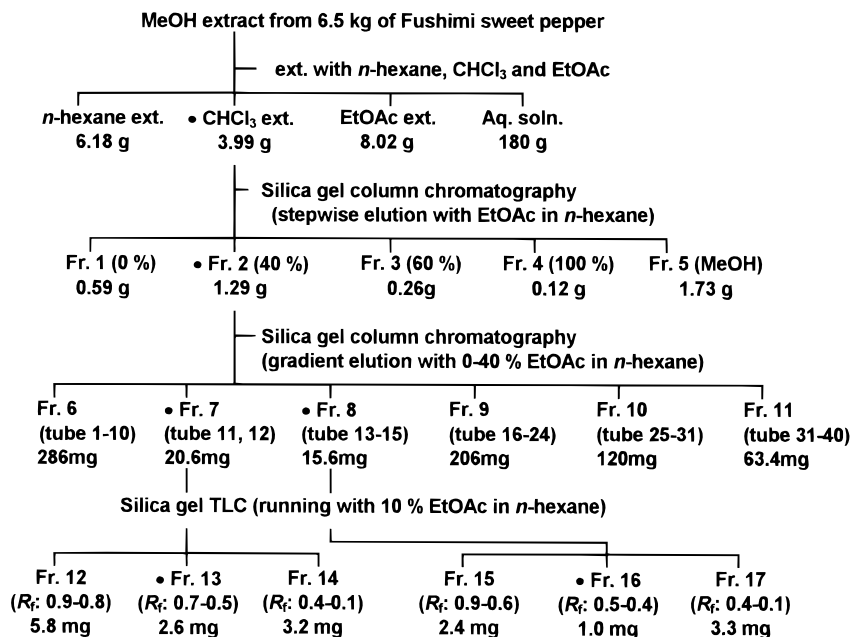 MeOH extract from 6.5 kg of Fushimi sweet pepper
ext. with n-hexane, CHCl3 and EtOAc
n-hexane ext. • CHCl3 ext. EtOAc ext. Aq. soln.
6.18 g 3.99 g 8.02 g 180 g
Silica gel column chromatography
(stepwise elution with EtOAc in n-hexane)
Fr. 1 (0 %) • Fr. 2 (40 %) Fr. 3 (60 %) Fr. 4 (100 %) Fr. 5 (MeOH)
0.59 g 1.29 g 0.26g 0.12 g 1.73 g
Silica gel column chromatography
(gradient elution with 0-40 % EtOAc in n-hexane)
Fr. 6 • Fr. 7 • Fr. 8 Fr. 9 Fr. 10 Fr. 11
(tube 1-10) (tube 11, 12) (tube 13-15) (tube 16-24) (tube 25-31) (tube 31-40)
286mg 20.6mg 15.6mg 206mg 120mg 63.4mg
Silica gel TLC (running with 10 % EtOAc in n-hexane)
Fr. 12 • Fr. 13 Fr. 14 Fr. 15 • Fr. 16 Fr. 17
(Rf: 0.9-0.8) (Rf: 0.7-0.5) (Rf: 0.4-0.1) (Rf: 0.9-0.6) (Rf: 0.5-0.4) (Rf: 0.4-0.1)
5.8 mg 2.6 mg 3.2 mg 2.4 mg 1.0 mg 3.3 mg